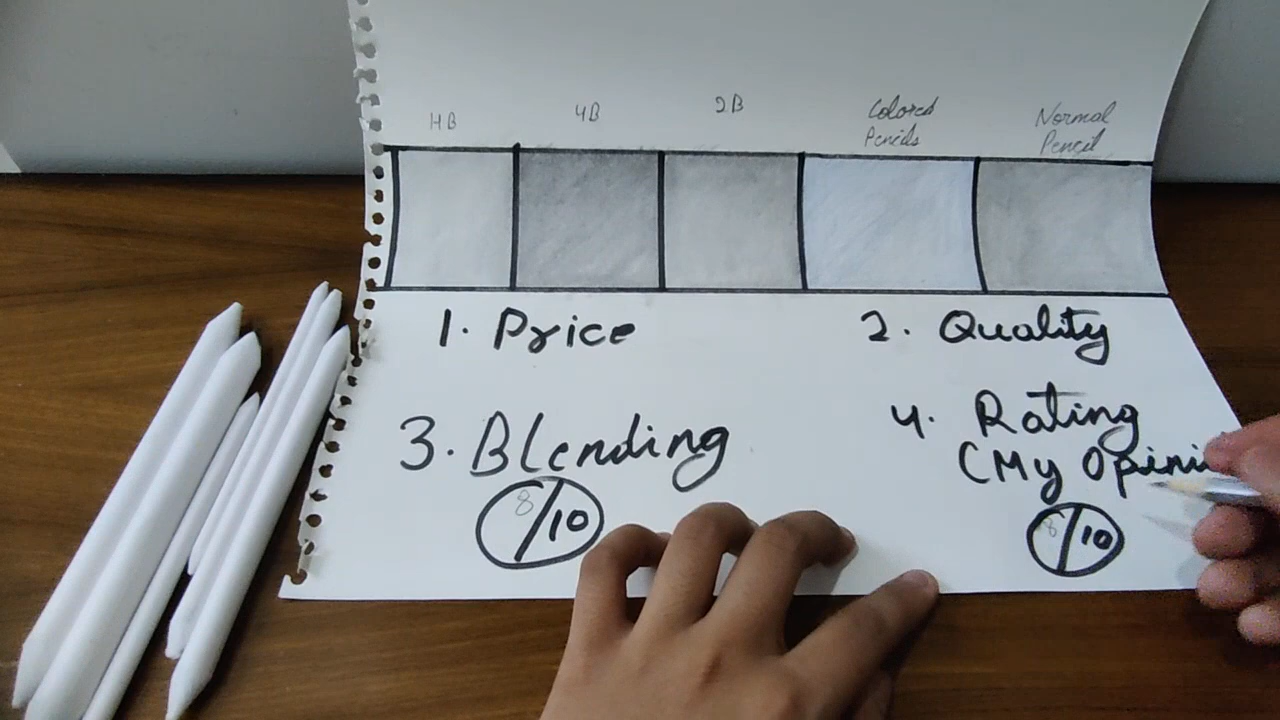 HB 4B 2B Colored Pencils Normal Pencil
1. Price 2. Quality
3. Blending 4. Rating
(My Opini
8/10 8/10